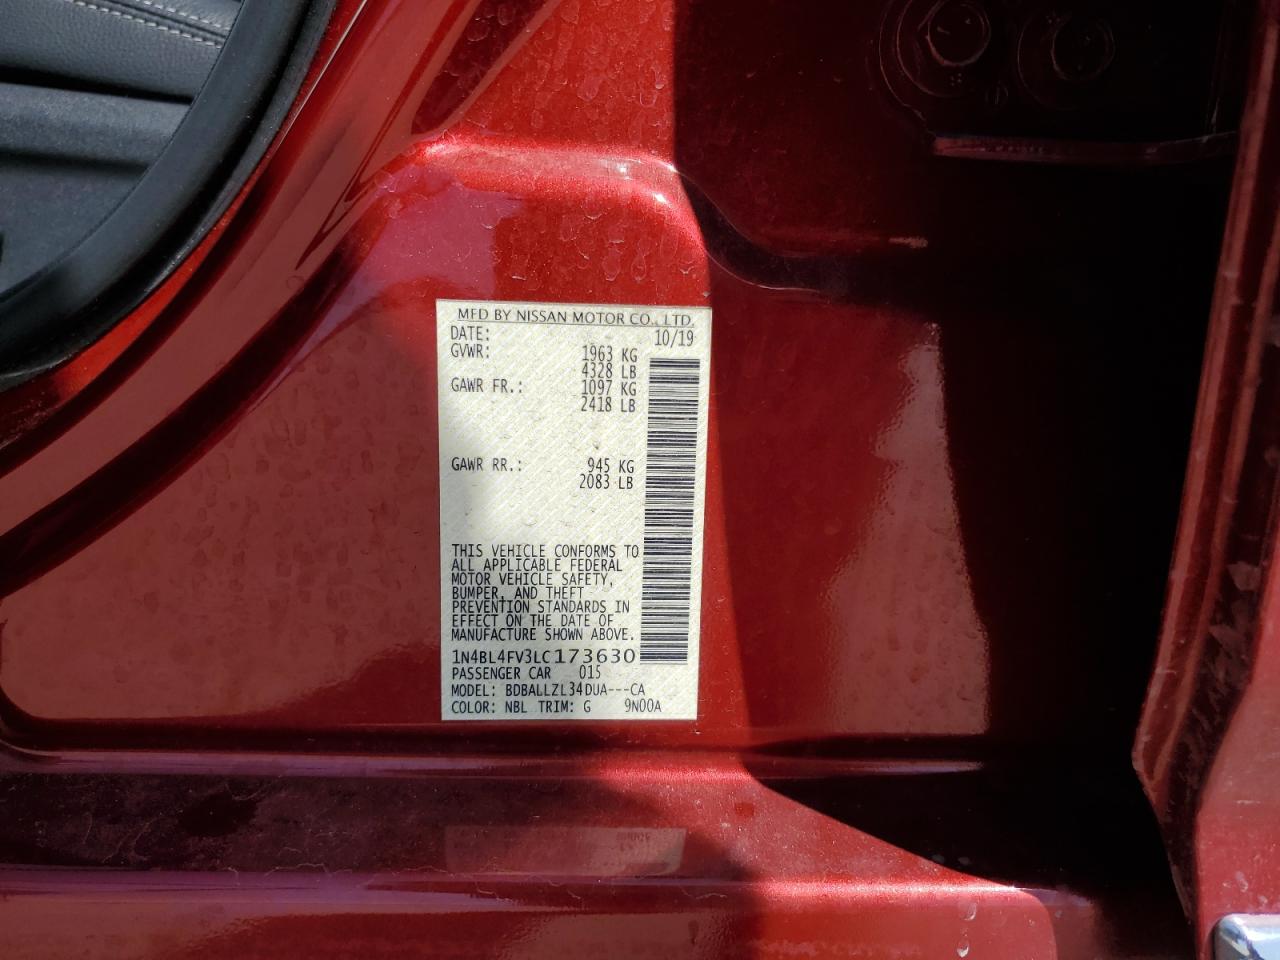 MFD BY NISSAN MOTOR CO., LTD.
DATE: 10/19
GVWR: 1963 KG
4328 LB
GAWR FR.: 1097 KG
2418 LB
GAWR RR.: 945 KG
2083 LB
THIS VEHICLE CONFORMS TO
ALL APPLICABLE FEDERAL
MOTOR VEHICLE SAFETY,
BUMPER, AND THEFT
PREVENTION STANDARDS IN
EFFECT ON THE DATE OF
MANUFACTURE SHOWN ABOVE.
1N4BL4FV3LC173630
PASSENGER CAR 015
MODEL: BDBALLZL34DUA---CA
COLOR: NBL TRIM: G 9N00A